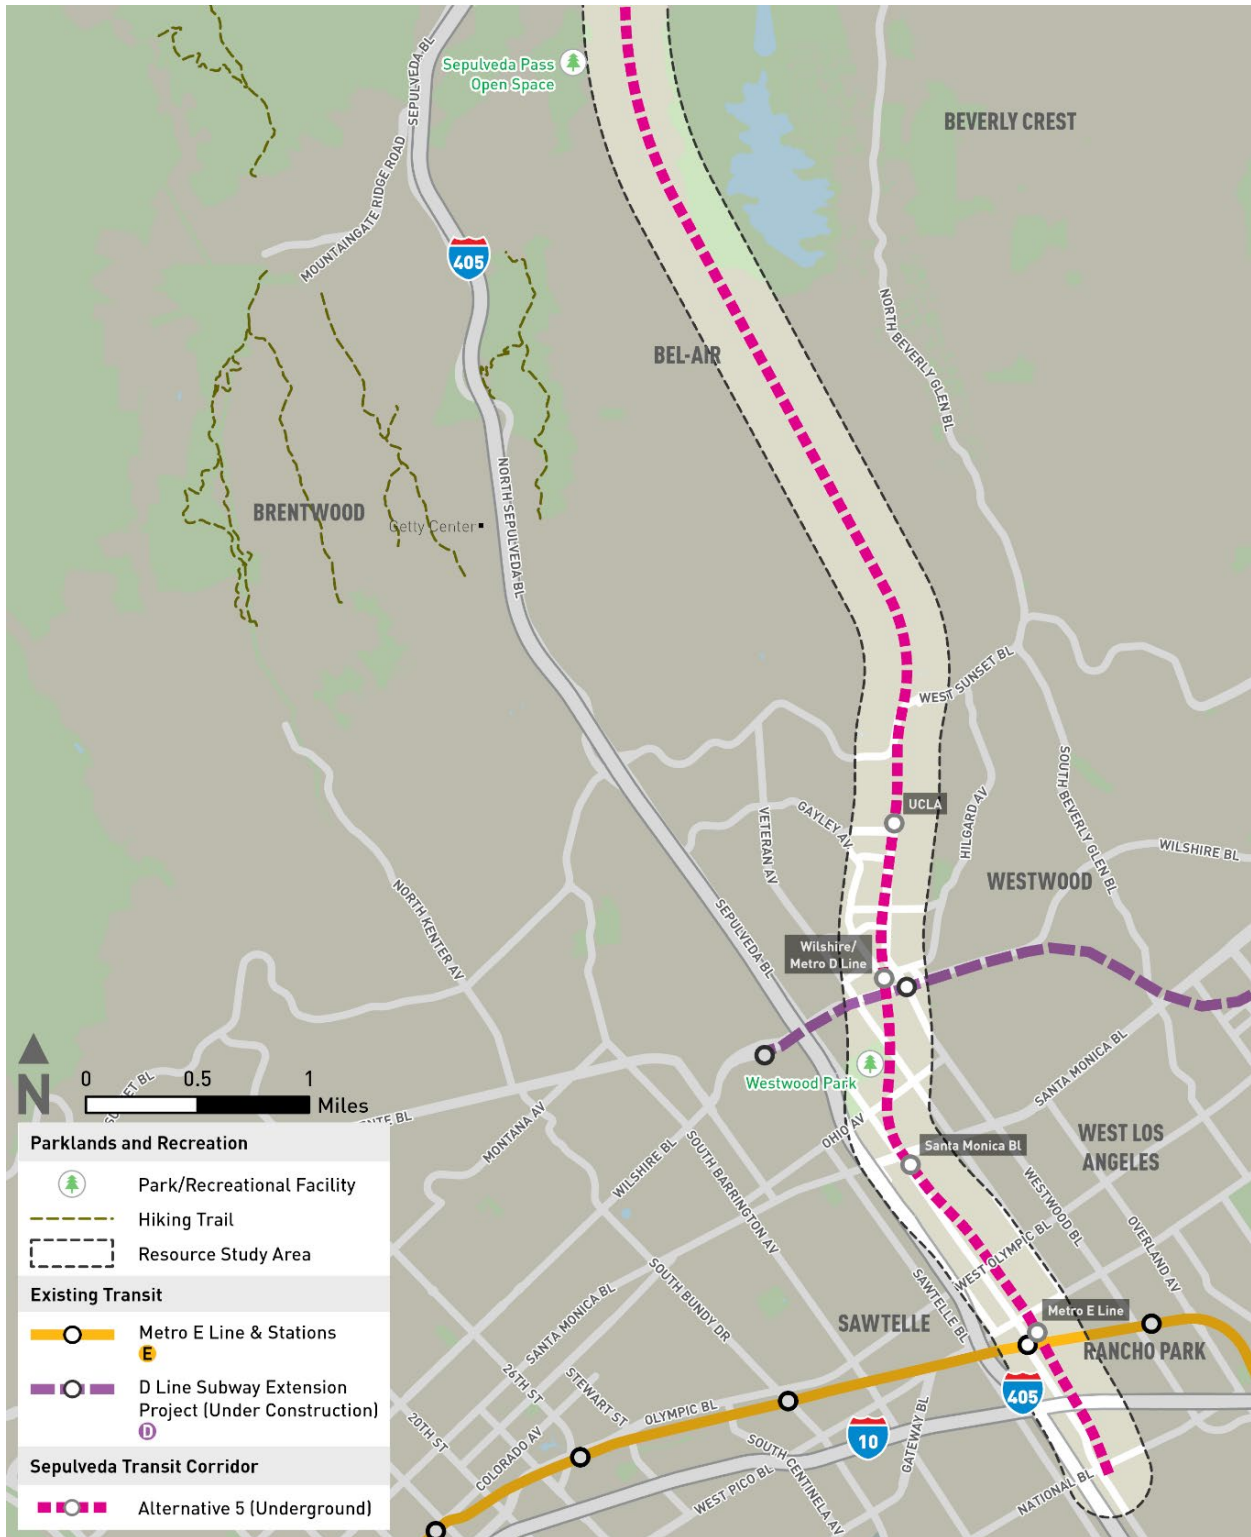 SEPULVEDA BL
Sepulveda Pass
Open Space
BEVERLY CREST
MOUNTAINGATE RIDGE ROAD
405
NORTH BEVERLY GLEN BL
BEL-AIR
BRENTWOOD
Getty Center
NORTH SEPULVEDA BL
WEST SUNSET BL
SOUTH BEVERLY GLEN BL
UCLA
GAYLEY AV
VETERAN AV
HILGARD AV
WILSHIRE BL
WESTWOOD
NORTH KENTER AV
SEPULVEDA BL
Wilshire/
Metro D Line
N
0 0.5 1
Miles
Westwood Park
SANTA MONICA BL
MONTANA AV
WILSHIRE BL
SOUTH BARRINGTON AV
OHIO AV
Santa Monica Bl
WEST LOS
ANGELES
WESTWOOD BL
OVERLAND AV
WEST OLYMPIC BL
SOUTH BUNDY DR
SAWTELLE BL
SANTA MONICA BL
SAWTELLE
Metro E Line
RANCHO PARK
26TH ST
STEWART ST
20TH ST
COLORADO AV
OLYMPIC BL
405
10
GATEWAY BL
SOUTH CENTINELA AV
WEST PICO BL
NATIONAL BL
Parklands and Recreation
Park/Recreational Facility
Hiking Trail
Resource Study Area
Existing Transit
Metro E Line & Stations
E
D Line Subway Extension
Project (Under Construction)
D
Sepulveda Transit Corridor
Alternative 5 (Underground)